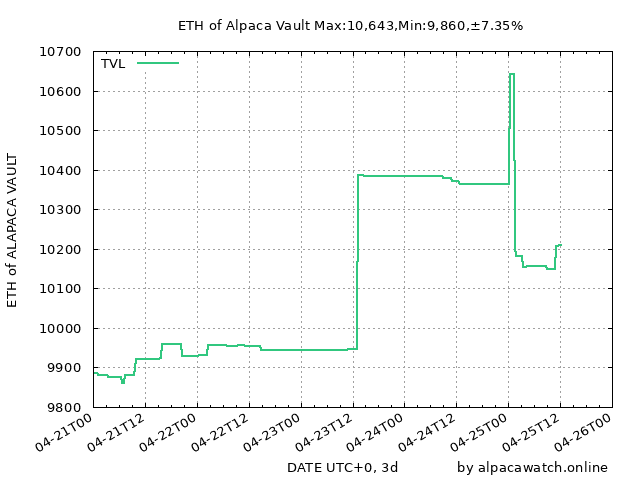 ETH of Alpaca Vault Max:10,643,Min:9,860,±7.35%
TVL
10700
10600
10500
10400
10300
10200
10100
10000
9900
9800
ETH of ALAPACA VAULT
04-21T00
04-21T12
04-22T00
04-22T12
04-23T00
04-23T12
04-24T00
04-24T12
04-25T00
04-25T12
04-26T00
DATE UTC+0, 3d
by alpacawatch.online